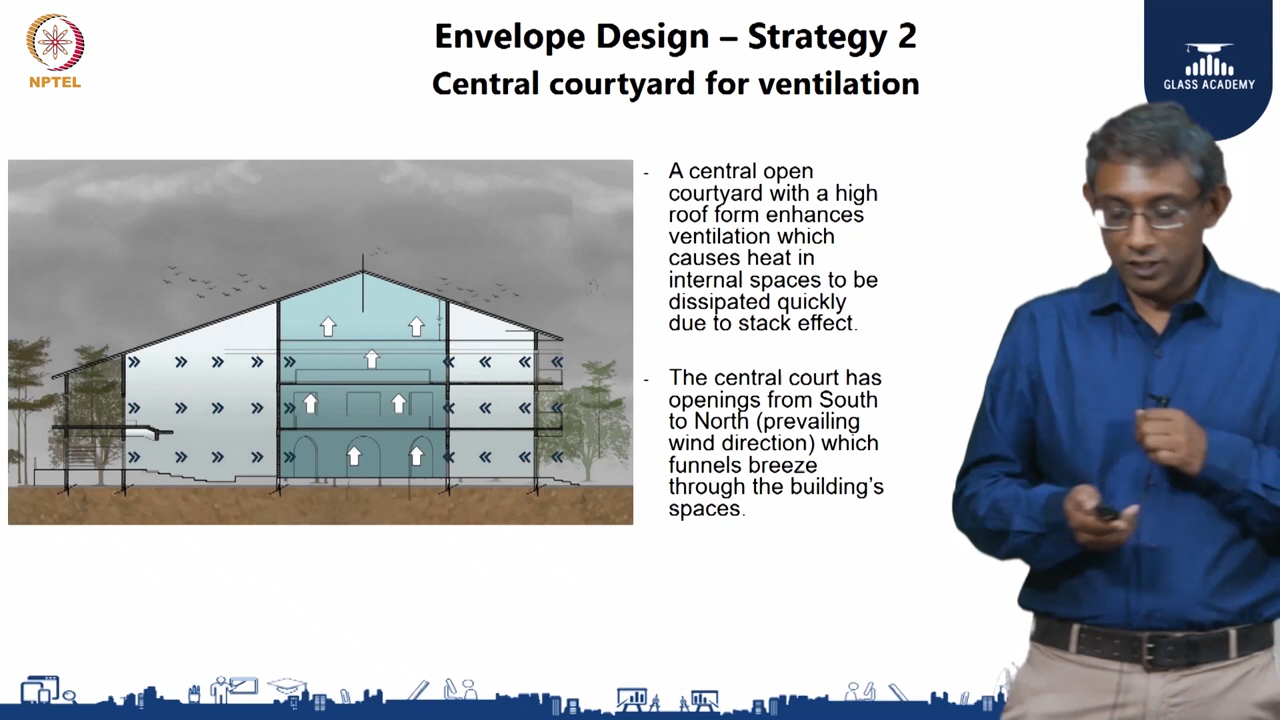 Envelope Design – Strategy 2
Central courtyard for ventilation
NPTEL
GLASS ACADEMY
- A central open
courtyard with a high
roof form enhances
ventilation which
causes heat in
internal spaces to be
dissipated quickly
due to stack effect.
- The central court has
openings from South
to North (prevailing
wind direction) which
funnels breeze
through the building’s
spaces.